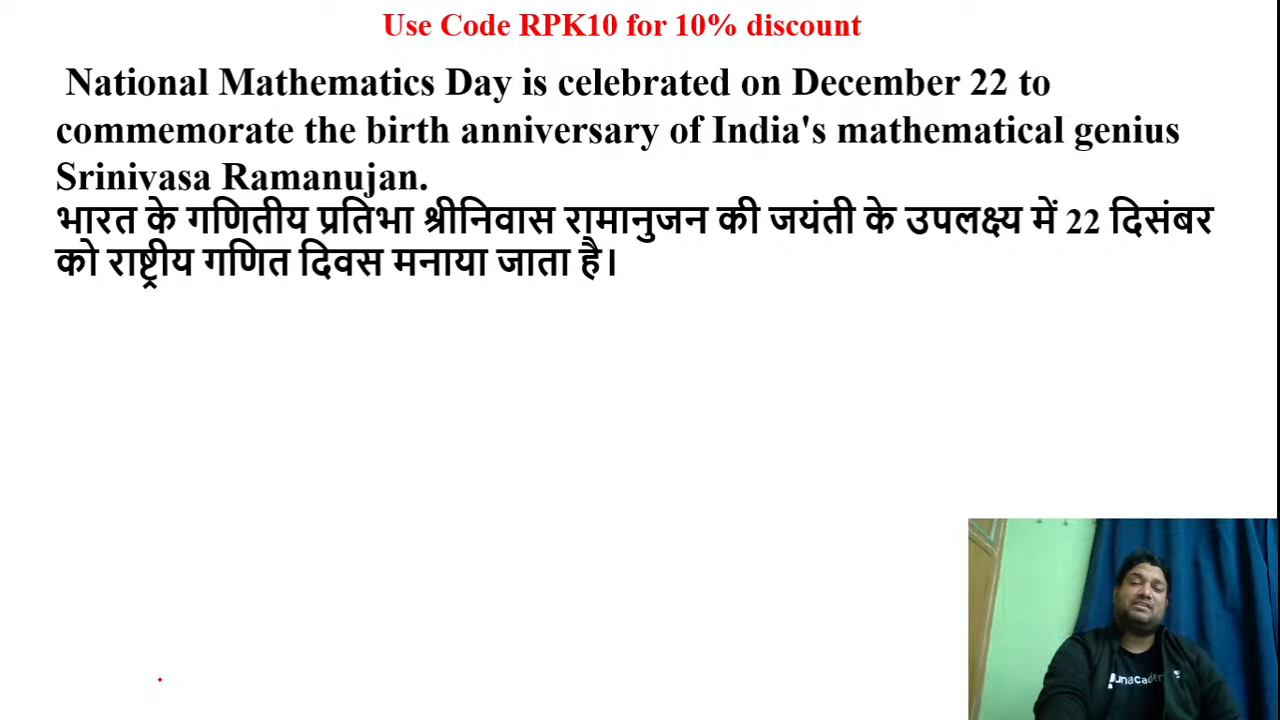 Use Code RPK10 for 10% discount
National Mathematics Day is celebrated on December 22 to
commemorate the birth anniversary of India's mathematical genius
Srinivasa Ramanujan.
भारत के गणितीय प्रतिभा श्रीनिवास रामानुजन की जयंती के उपलक्ष्य में 22 दिसंबर
को राष्ट्रीय गणित दिवस मनाया जाता है।